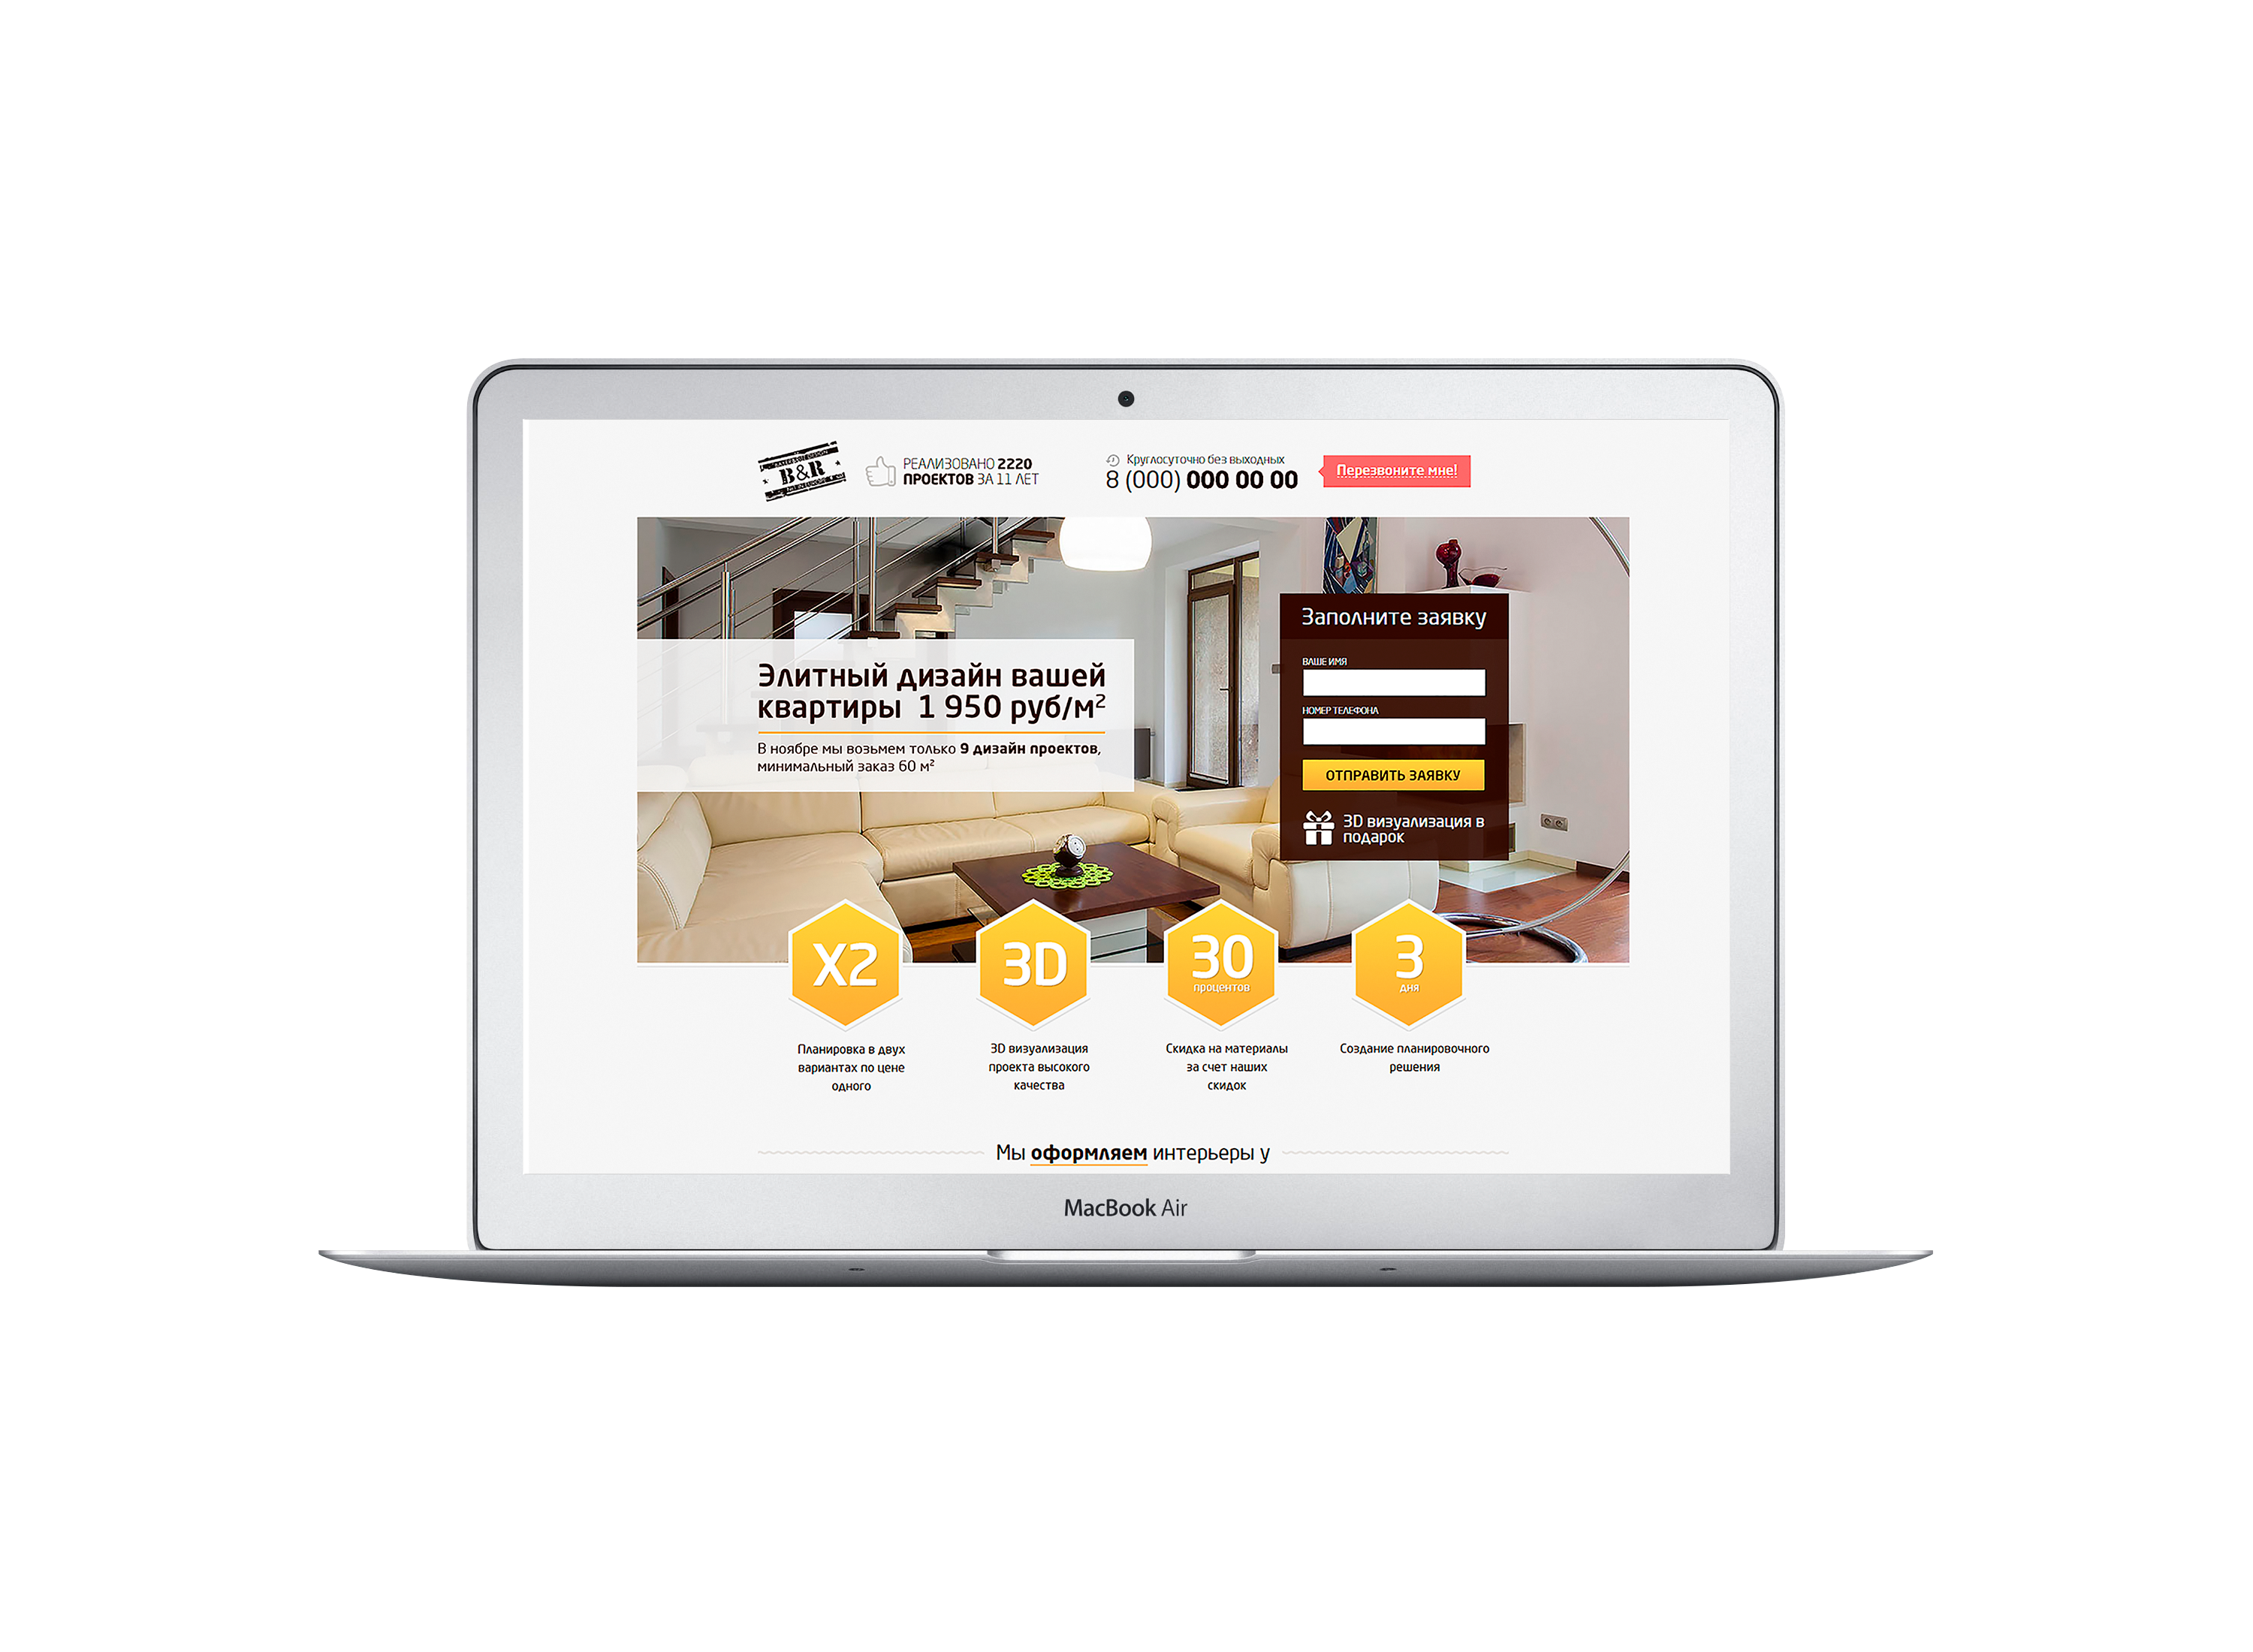 B&R
РЕАЛИЗОВАНО 2220
ПРОЕКТОВ ЗА 11 ЛЕТ
Круглосуточно без выходных
8 (000) 000 00 00
Перезвоните мне!
Элитный дизайн вашей
квартиры 1 950 руб/м²
В ноябре мы возьмем только 9 дизайн проектов,
минимальный заказ 60 м²
Заполните заявку
ВАШЕ ИМЯ
НОМЕР ТЕЛЕФОНА
ОТПРАВИТЬ ЗАЯВКУ
3D визуализация в
подарок
X2
Планировка в двух
вариантах по цене
одного
3D
3D визуализация
проекта высокого
качества
30
процентов
Скидка на материалы
за счет наших
скидок
3
дня
Создание планировочного
решения
Мы оформляем интерьеры у
MacBook Air